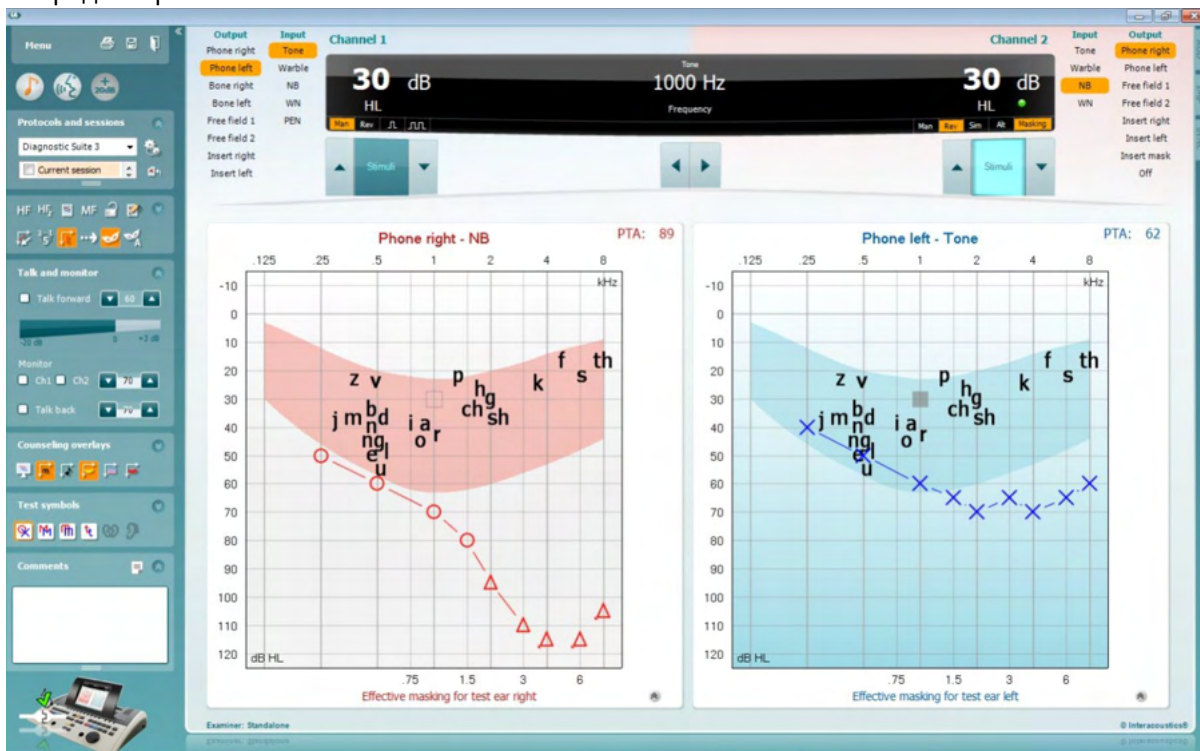 Menu
Protocols and sessions
Diagnostic Suite 3
Current session
HF
MF
Talk and monitor
Talk forward 60
-20 dB 0 +3 dB
Monitor
Ch1 Ch2 70
Talk back 70
Counseling overlays
Test symbols
Comments
Output Input Channel 1
Phone right Tone
Phone left Warble
Bone right NB
Bone left WN
Free field 1 PEN
Free field 2
Insert right
Insert left
30 dB
HL
Man Rev
Tone
1000 Hz
Frequency
30 dB
HL
Man Rev Sim Alt Masking
Stimuli
Stimuli
Channel 2 Input Output
Tone Phone right
Warble Phone left
NB Free field 1
WN Free field 2
Insert right
Insert left
Insert mask
Off
Phone right - NB PTA: 89
.125 .25 .5 1 2 4 8
kHz
-10
0
10
20
30
40
50
60
70
80
90
100
110
120
dB HL
z v p h g ch sh k f s th
j m b d n ng e l u i a o r
.75 1.5 3 6
Effective masking for test ear right
Phone left - Tone PTA: 62
.125 .25 .5 1 2 4 8
kHz
-10
0
10
20
30
40
50
60
70
80
90
100
110
120
dB HL
z v p h g ch sh k f s th
j m b d n ng e l u i a o r
.75 1.5 3 6
Effective masking for test ear left
Examiner: Standalone
© Interacoustics®